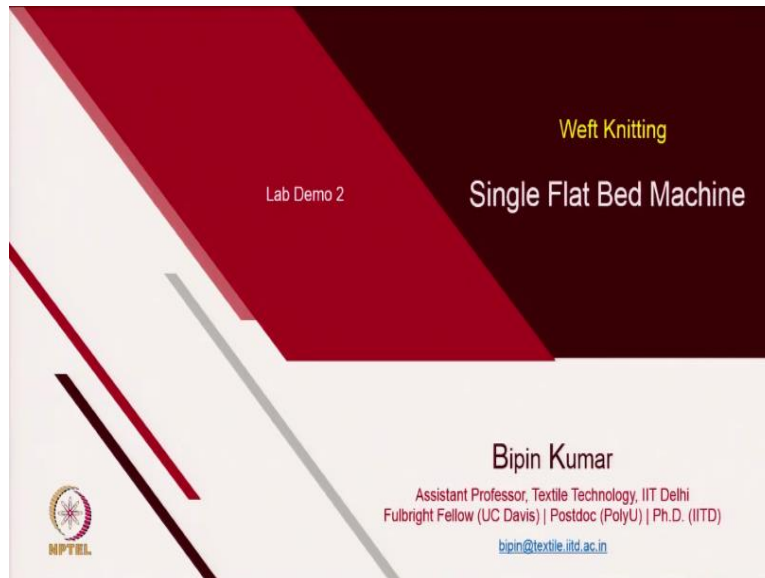 Weft Knitting
Lab Demo 2
Single Flat Bed Machine
Bipin Kumar
Assistant Professor, Textile Technology, IIT Delhi
Fulbright Fellow (UC Davis) | Postdoc (PolyU) | Ph.D. (IITD)
bipin@textile.iitd.ac.in
NPTEL